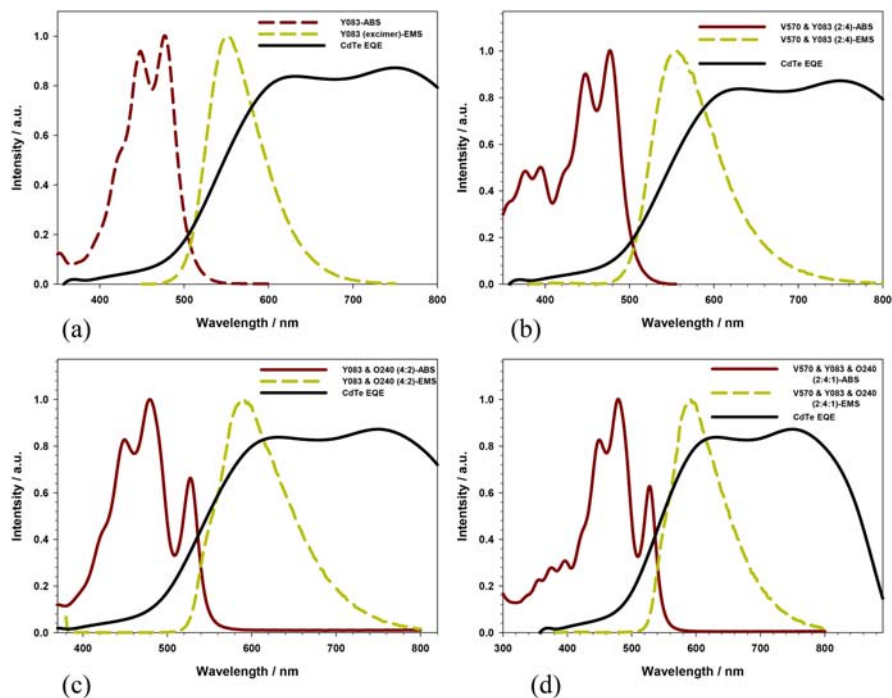 Y083-ABS
Y083 (excimer)-EMS
CdTe EQE
1.0
0.8
0.6
0.4
0.2
0.0
Intensity / a.u.
400
500
600
700
800
Wavelength / nm
(a)
V570 & Y083 (2:4)-ABS
V570 & Y083 (2:4)-EMS
CdTe EQE
1.0
0.8
0.6
0.4
0.2
0.0
Intentsity / a.u.
400
500
600
700
800
Wavelength / nm
(b)
Y083 & O240 (4:2)-ABS
Y083 & O240 (4:2)-EMS
CdTe EQE
1.0
0.8
0.6
0.4
0.2
0.0
Intentsity / a.u.
400
500
600
700
800
Wavelength / nm
(c)
V570 & Y083 & O240
(2:4:1)-ABS
V570 & Y083 & O240
(2:4:1)-EMS
CdTe EQE
1.0
0.8
0.6
0.4
0.2
0.0
Intentsity / a.u.
300
400
500
600
700
800
Wavelength / nm
(d)